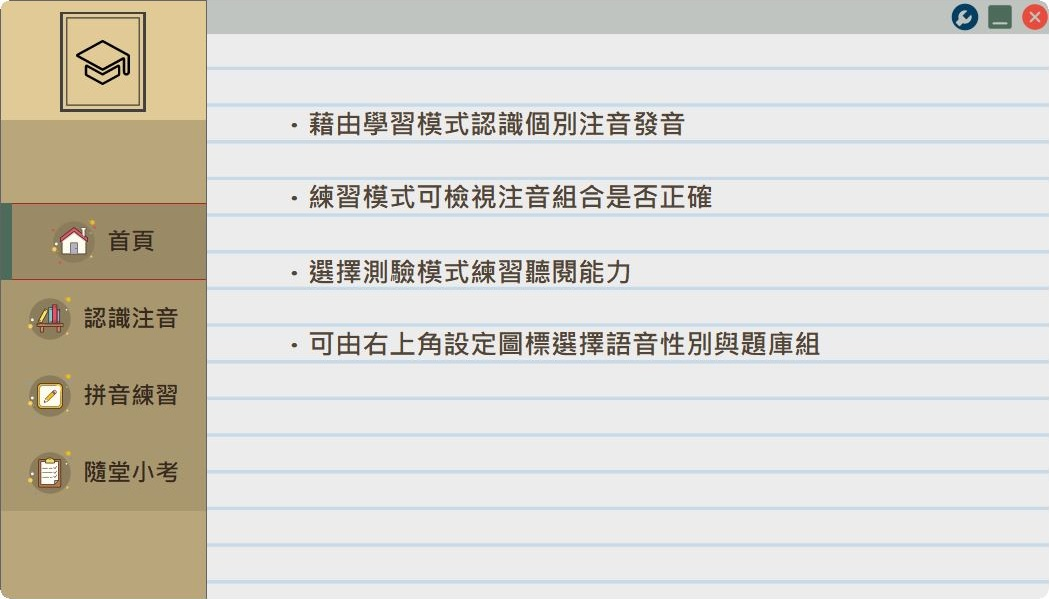 首頁
認識注音
拼音練習
隨堂小考
・藉由學習模式認識個別注音發音
・練習模式可檢視注音組合是否正確
・選擇測驗模式練習聽閱能力
・可由右上角設定圖標選擇語音性別與題庫組